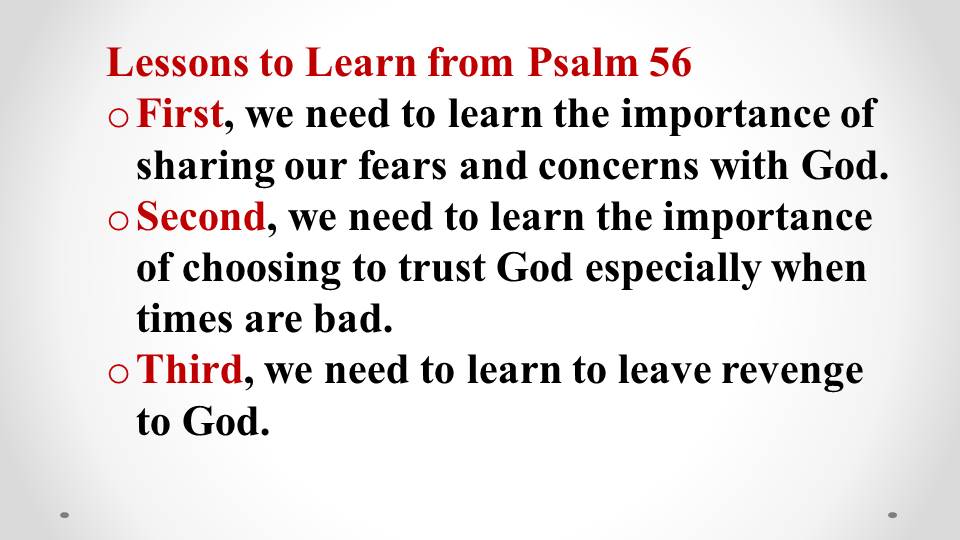 Lessons to Learn from Psalm 56
o First, we need to learn the importance of
sharing our fears and concerns with God.
o Second, we need to learn the importance
of choosing to trust God especially when
times are bad.
o Third, we need to learn to leave revenge
to God.